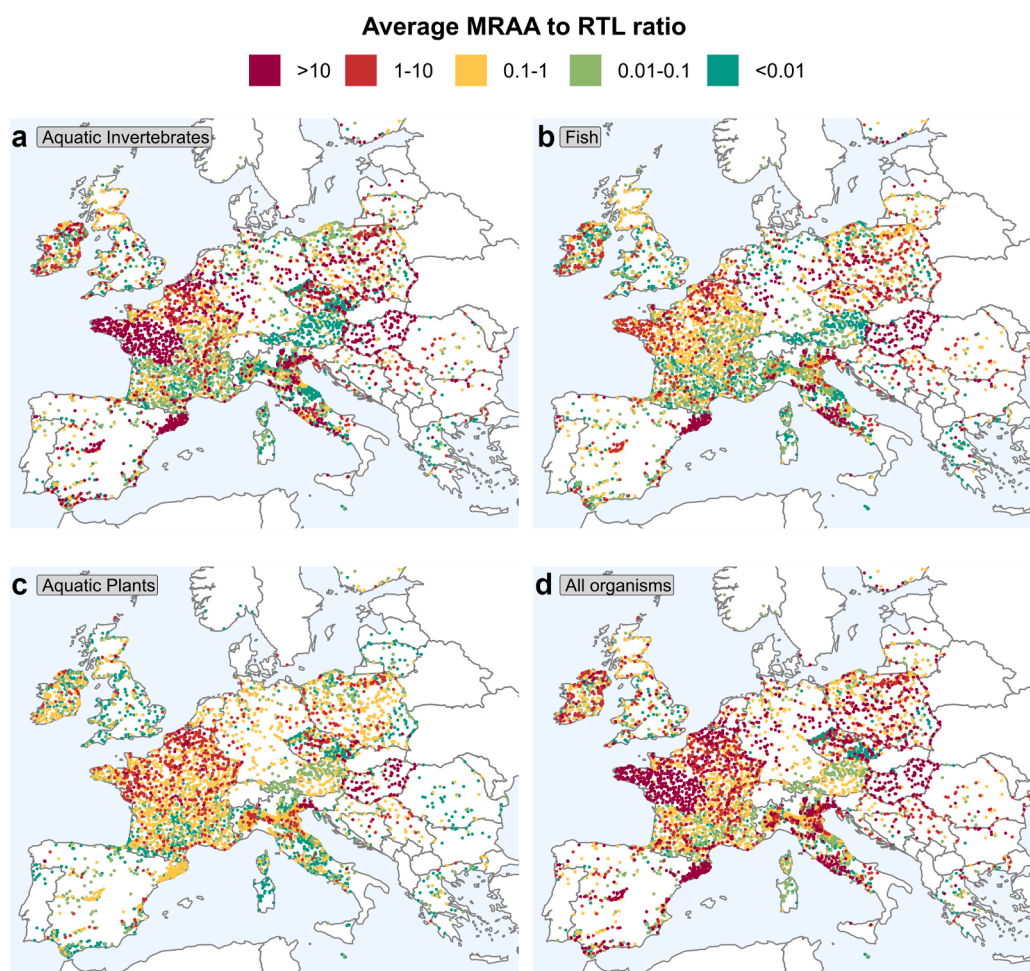 Average MRAA to RTL ratio
>10 1-10 0.1-1 0.01-0.1 <0.01
a Aquatic Invertebrates
b Fish
c Aquatic Plants
d All organisms